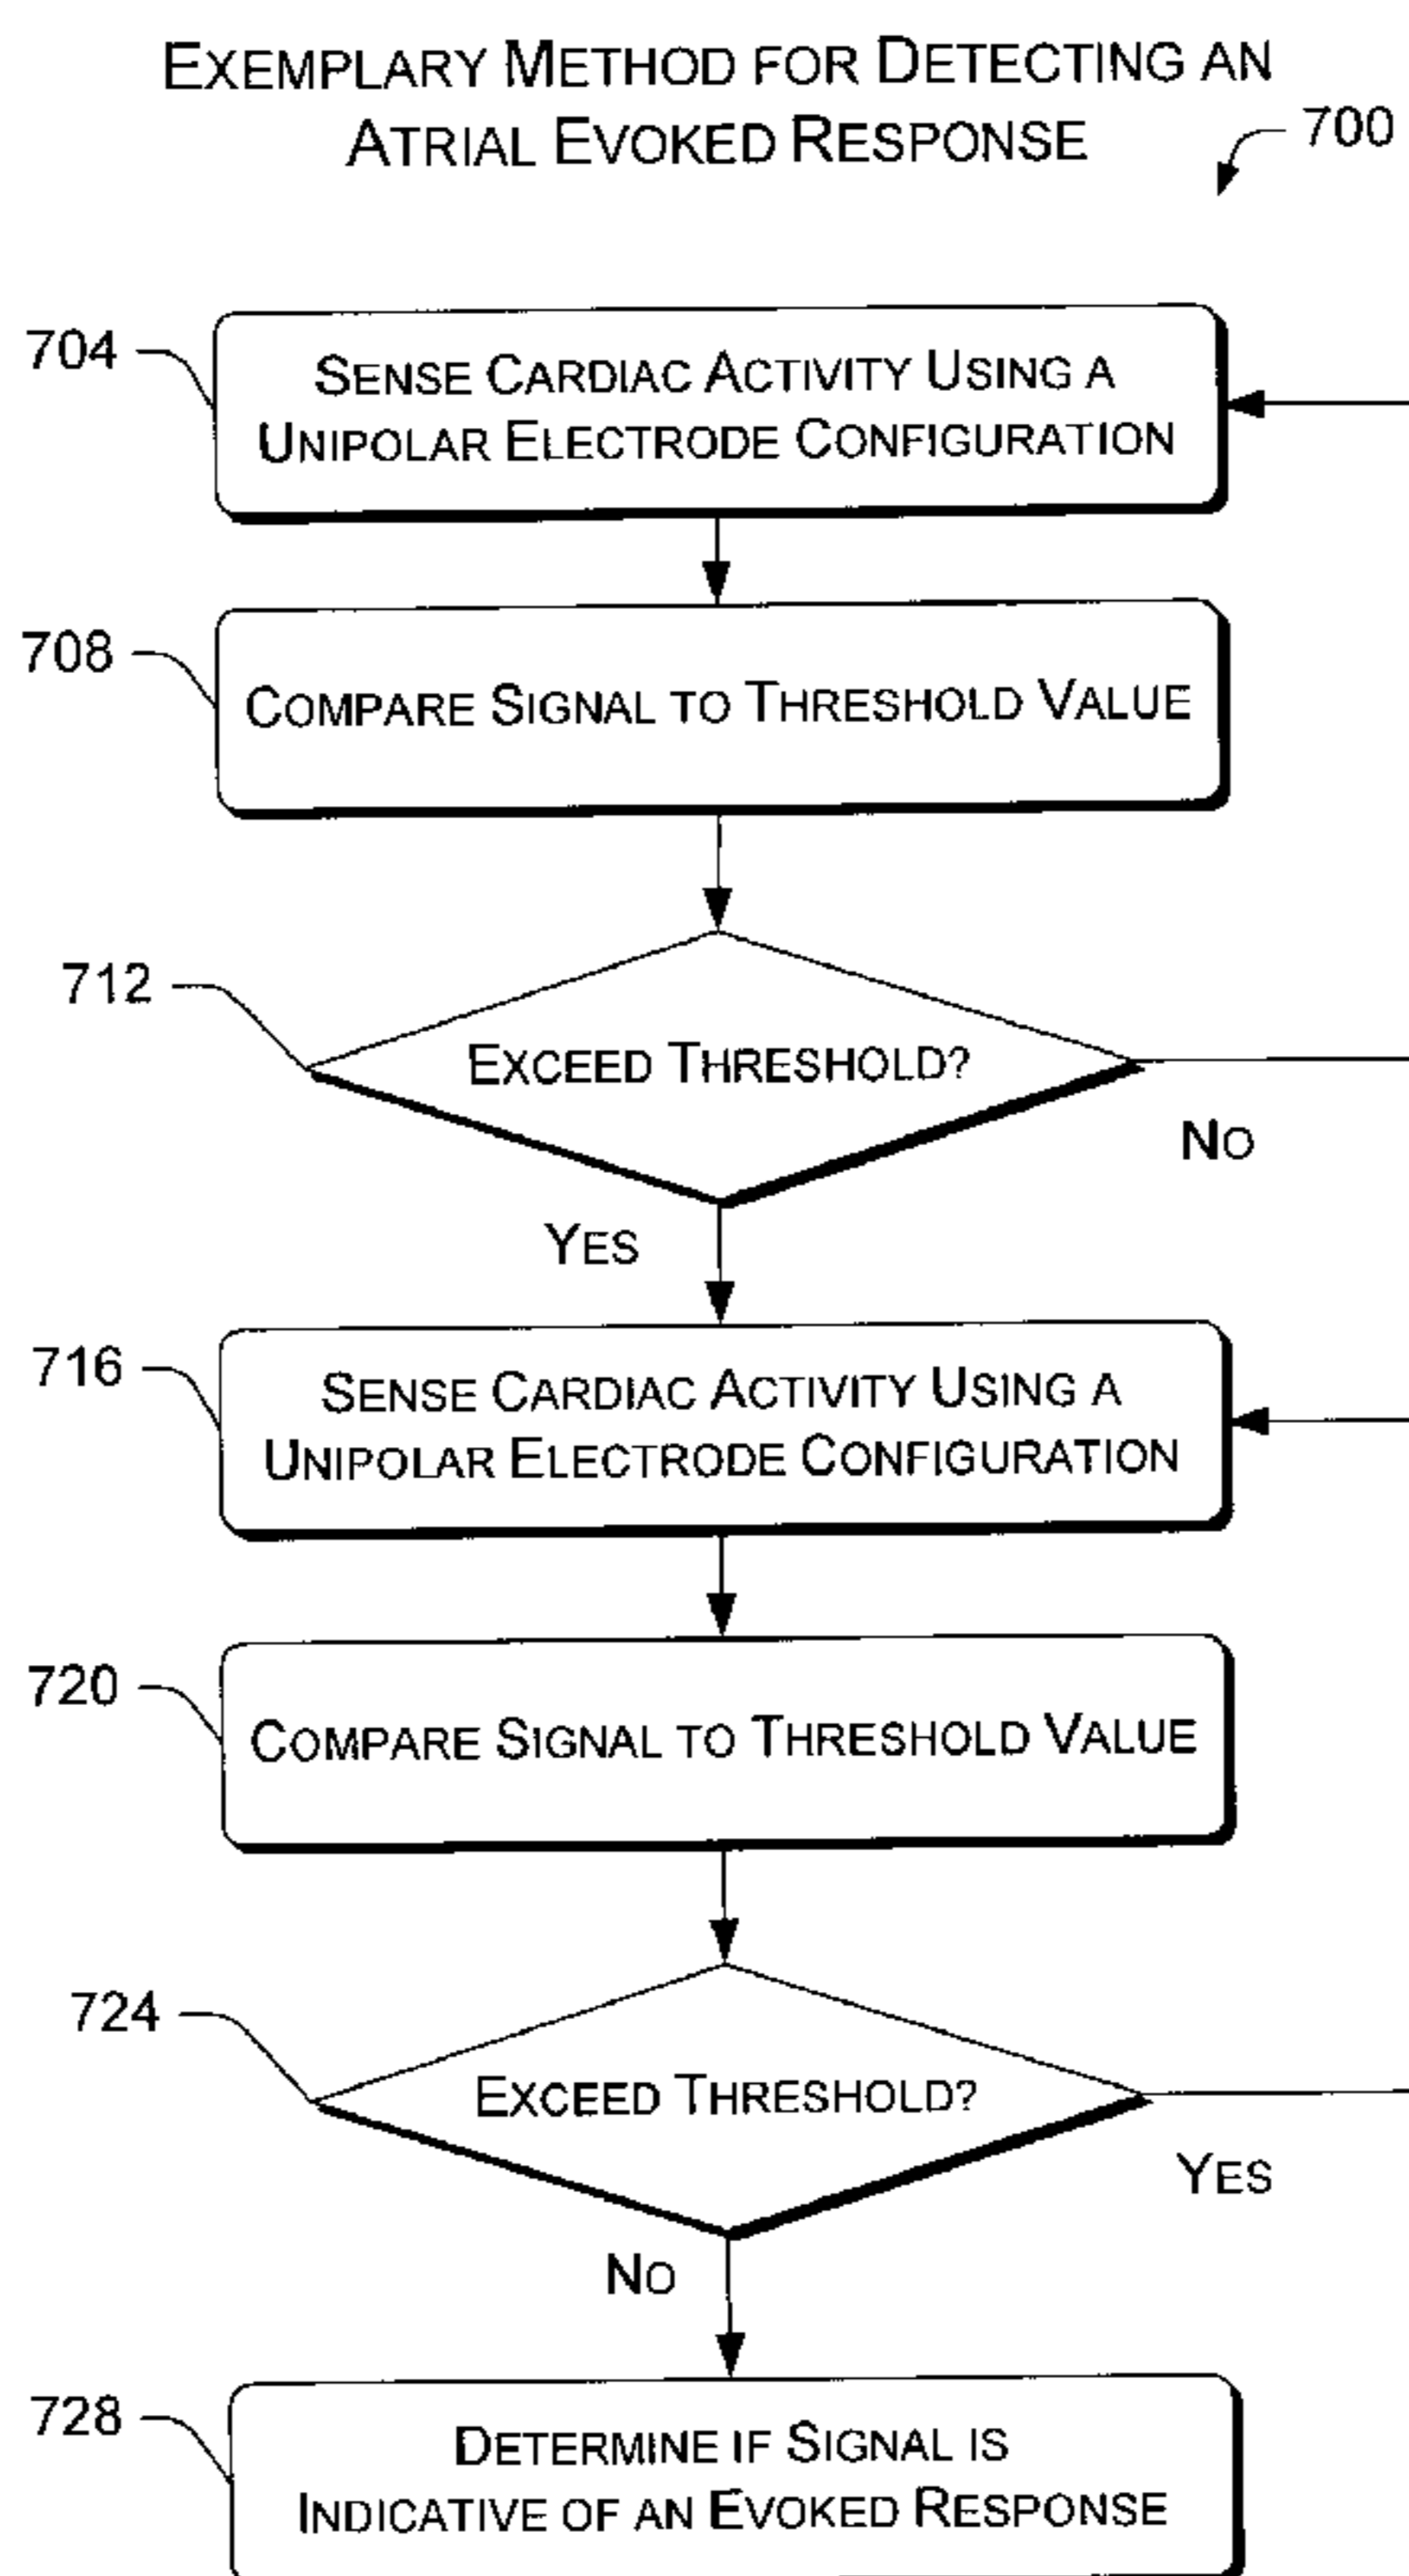 EXEMPLARY METHOD FOR DETECTING AN
ATRIAL EVOKED RESPONSE
700
704
SENSE CARDIAC ACTIVITY USING A
UNIPOLAR ELECTRODE CONFIGURATION
708
COMPARE SIGNAL TO THRESHOLD VALUE
712
EXCEED THRESHOLD?
NO
YES
716
SENSE CARDIAC ACTIVITY USING A
UNIPOLAR ELECTRODE CONFIGURATION
720
COMPARE SIGNAL TO THRESHOLD VALUE
724
EXCEED THRESHOLD?
YES
NO
728
DETERMINE IF SIGNAL IS
INDICATIVE OF AN EVOKED RESPONSE